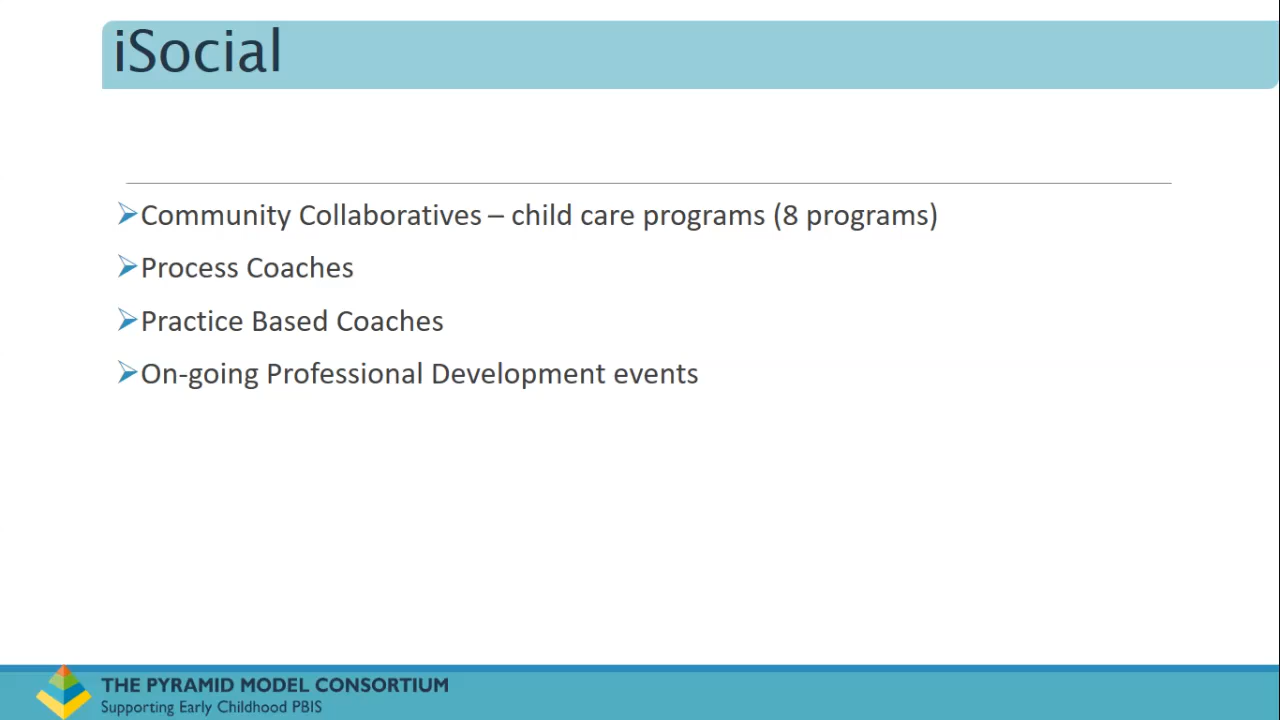 iSocial
➢Community Collaboratives – child care programs (8 programs)
➢Process Coaches
➢Practice Based Coaches
➢On-going Professional Development events
THE PYRAMID MODEL CONSORTIUM
Supporting Early Childhood PBIS